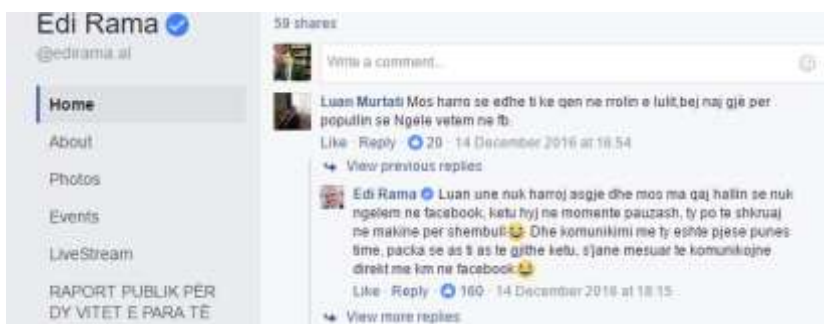 Edi Rama
@edirama.al
Home
About
Photos
Events
LiveStream
RAPORT PUBLIK PËR
DY VITET E PARA TË
59 shares
Write a comment...
Luan Murtati Mos harro se edhe ti ke qen ne rrolin e lulit,bej naj gjë per
popullin se Ngele vetem ne fb.
Like · Reply · 20 · 14 December 2016 at 16:54
View previous replies
Edi Rama Luan une nuk harroj asgje dhe mos ma qaj hallin se nuk
ngelem ne facebook, ketu hyj ne momente pauzash, ty po te shkruaj
ne makine per shembull😂 Dhe komunikimi me ty eshte pjese punes
time, packa se as ti as te gjithe ketu, s'jane mesuar te komunikojne
direkt me km ne facebook😂
Like · Reply · 160 · 14 December 2016 at 18:15
View more replies